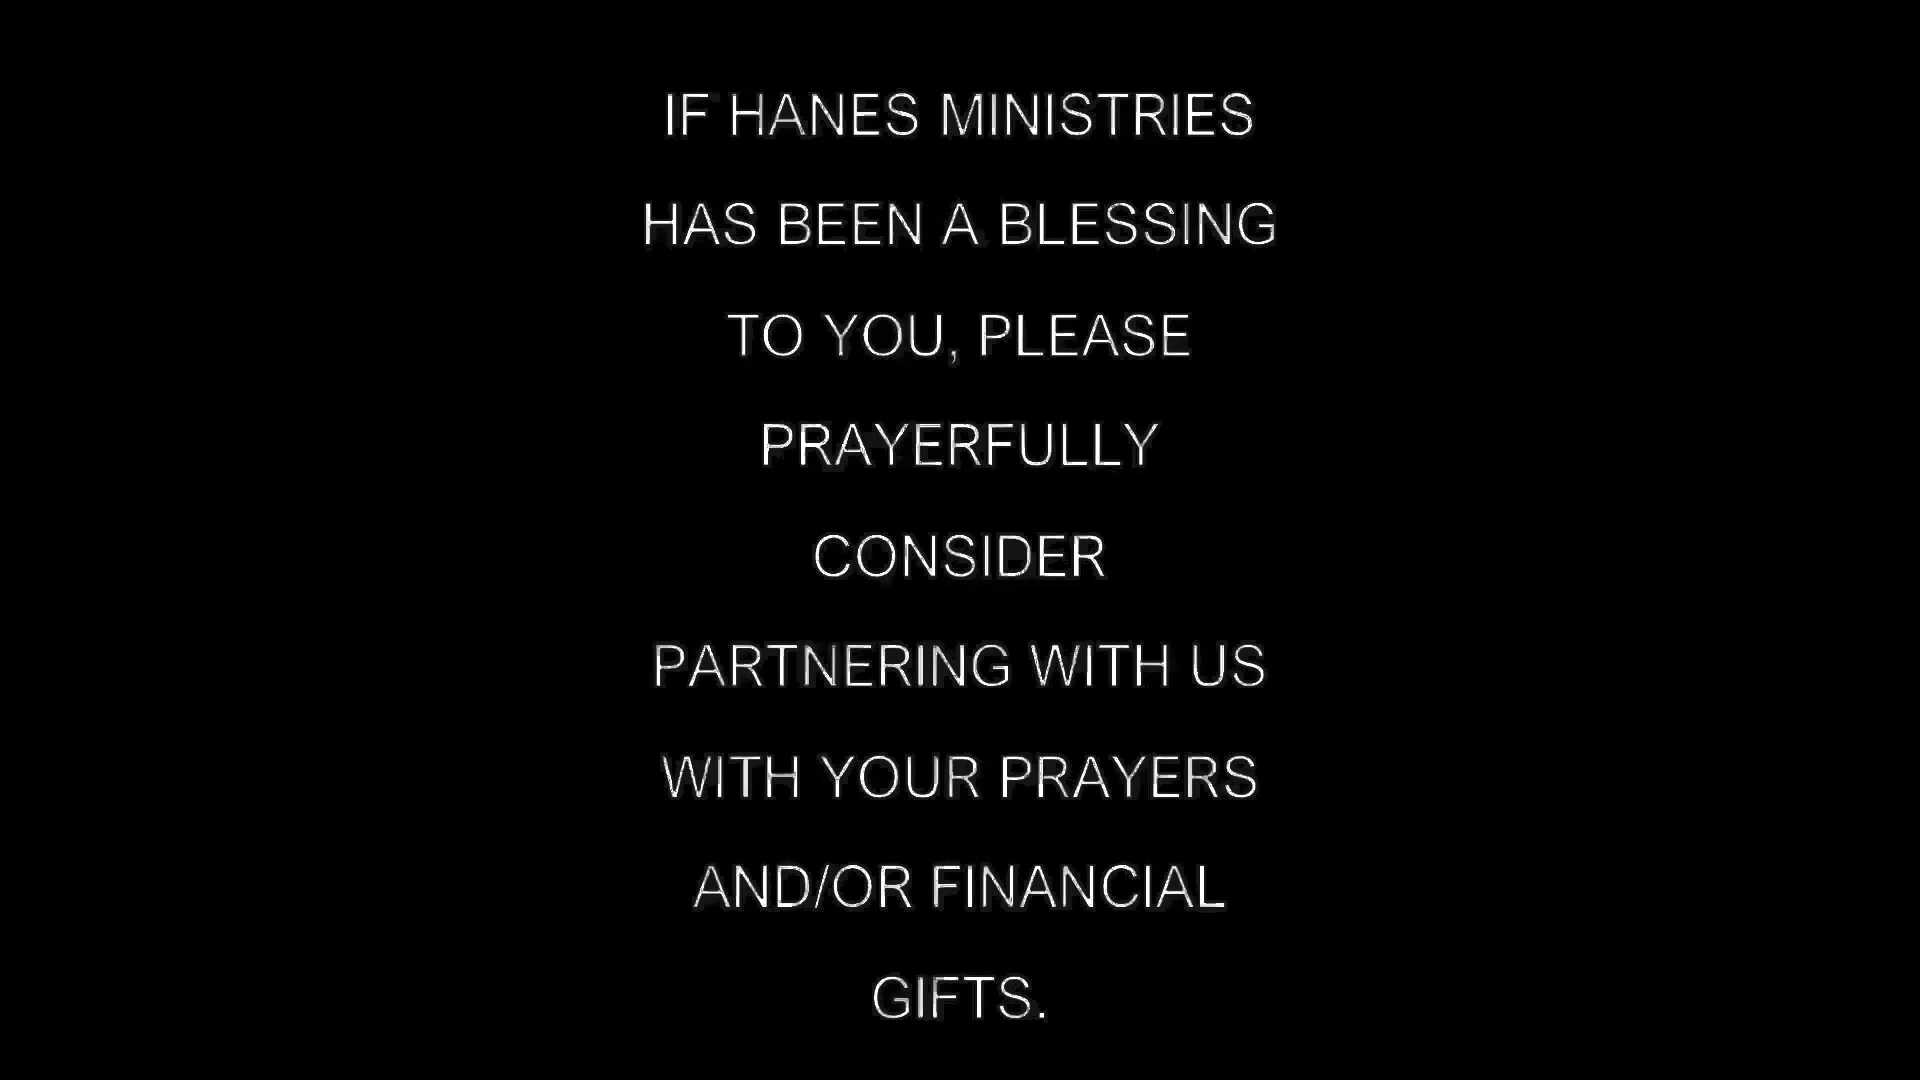 IF HANES MINISTRIES
HAS BEEN A BLESSING
TO YOU, PLEASE
PRAYERFULLY
CONSIDER
PARTNERING WITH US
WITH YOUR PRAYERS
AND/OR FINANCIAL
GIFTS.